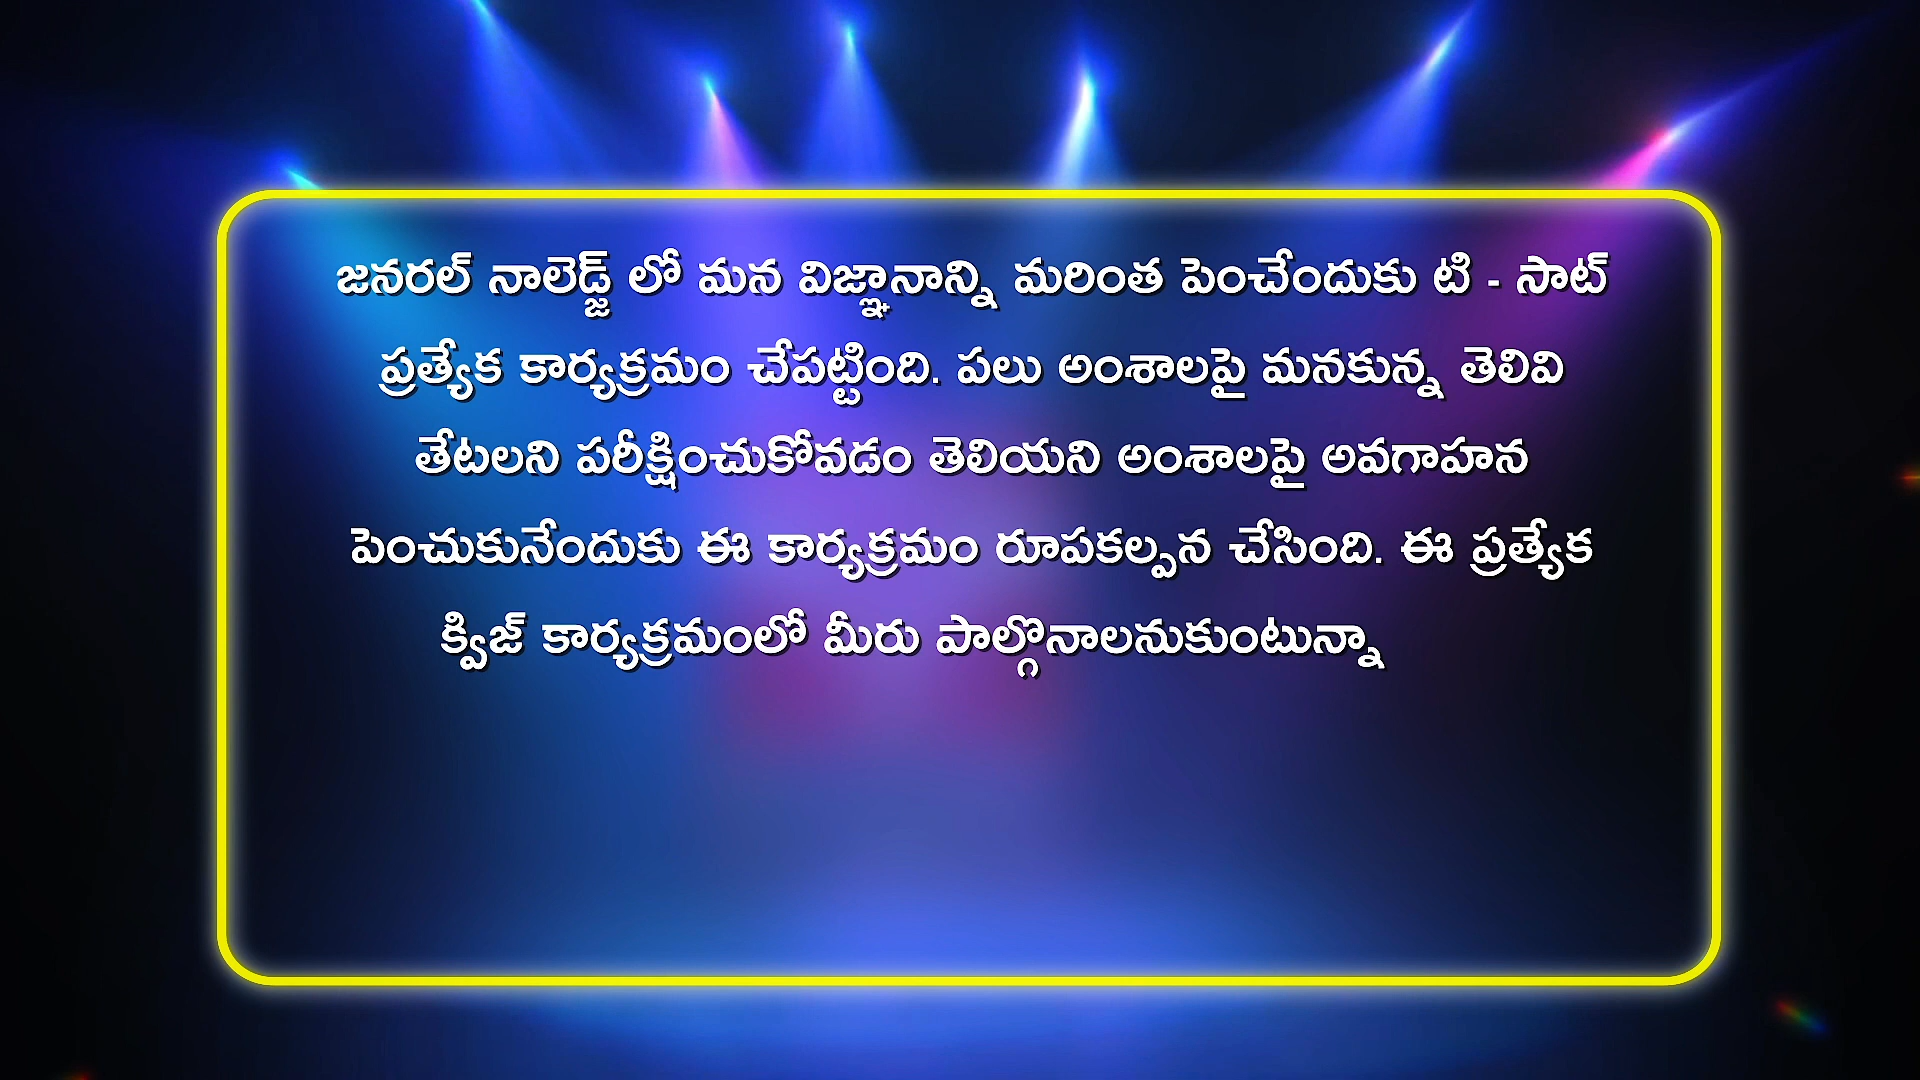 జనరల్ నాలెడ్జ్ లో మన విజ్ఞానాన్ని మరింత పెంచేందుకు టి - సాట్
ప్రత్యేక కార్యక్రమం చేపట్టింది. పలు అంశాలపై మనకున్న తెలివి
తేటలని పరీక్షించుకోవడం తెలియని అంశాలపై అవగాహన
పెంచుకునేందుకు ఈ కార్యక్రమం రూపకల్పన చేసింది. ఈ ప్రత్యేక
క్విజ్ కార్యక్రమంలో మీరు పాల్గొనాలనుకుంటున్నా